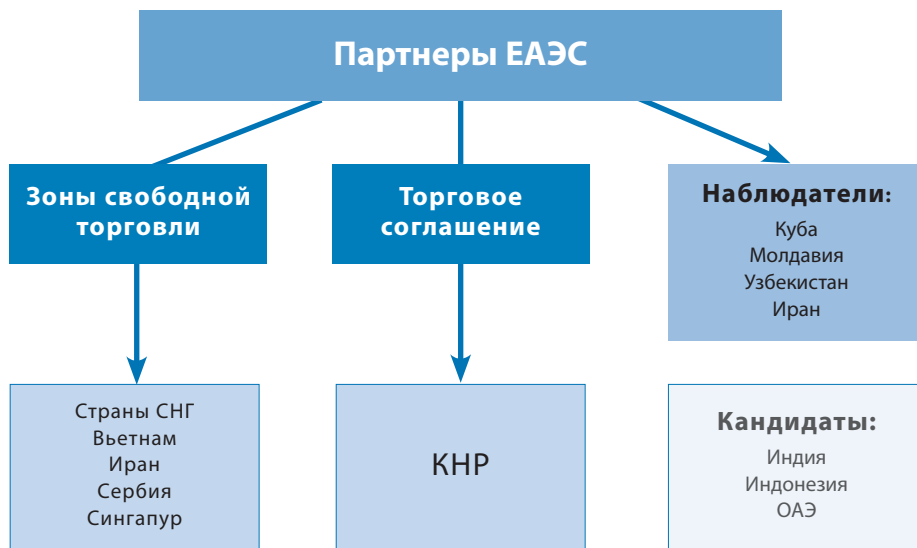 Партнеры ЕАЭС
Зоны свободной
торговли
Торговое
соглашение
Наблюдатели:
Куба
Молдавия
Узбекистан
Иран
Страны СНГ
Вьетнам
Иран
Сербия
Сингапур
КНР
Кандидаты:
Индия
Индонезия
ОАЭ